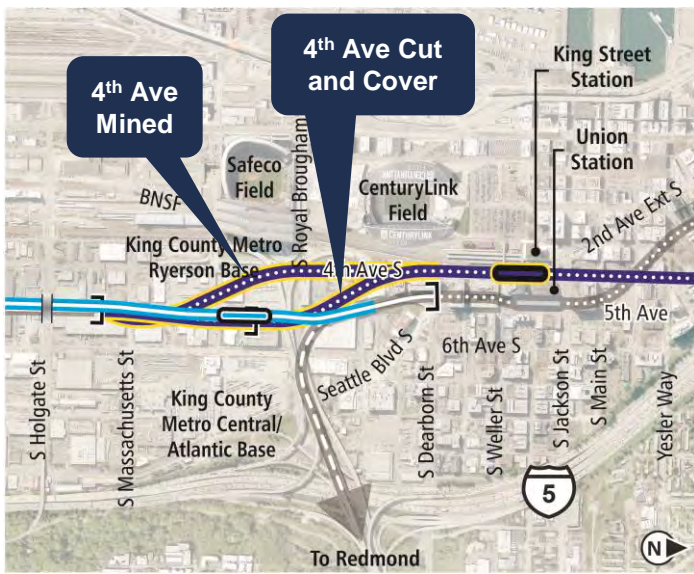 4th Ave
Mined
4th Ave Cut
and Cover
King Street
Station
Union
Station
Safeco
Field
S Royal Brougham
CenturyLink
Field
CENTURYLINK
BNSF
2nd Ave Ext S
King County Metro
Ryerson Base
4th Ave S
5th Ave
6th Ave S
Seattle Blvd S
S Holgate St
S Massachusetts St
King County
Metro Central/
Atlantic Base
S Dearborn St
S Weller St
S Jackson St
S Main St
Yesler Way
5
To Redmond
N